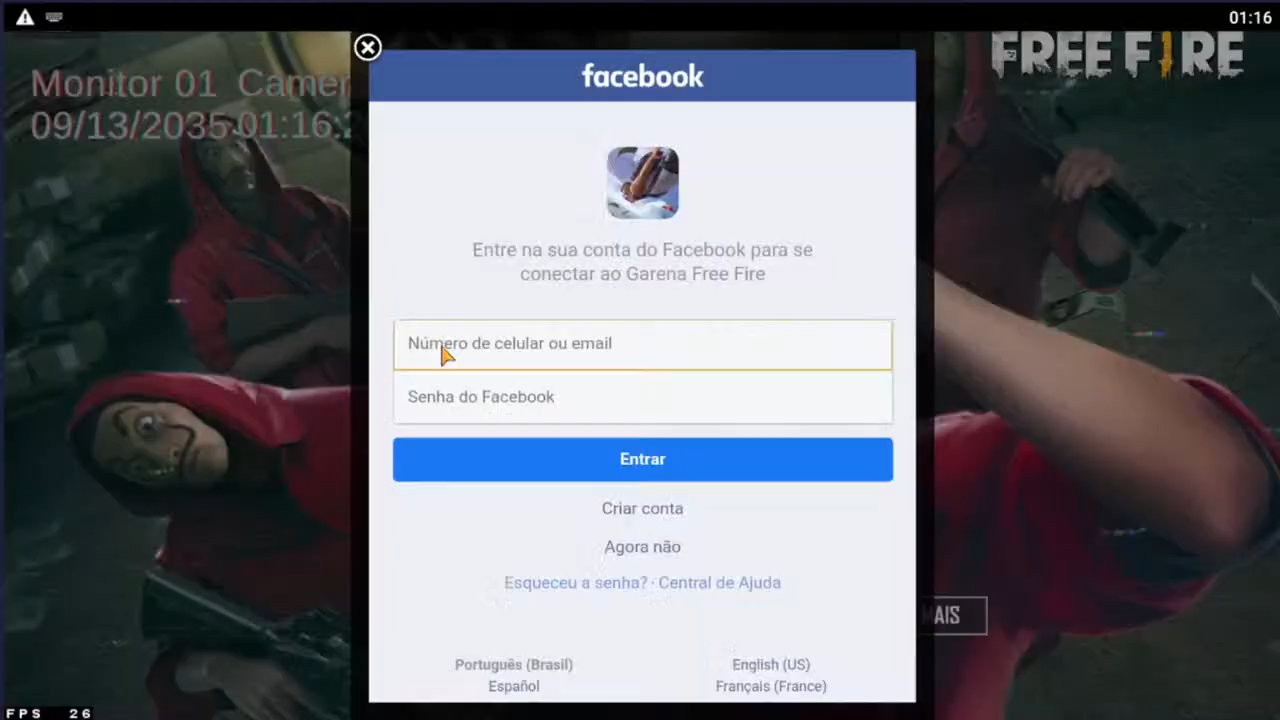 01:16
Monitor 01 Camer
09/13/2035 01:16:2
FREE FIRE
facebook
Entre na sua conta do Facebook para se
conectar ao Garena Free Fire
Número de celular ou email
Senha do Facebook
Entrar
Criar conta
Agora não
Esqueceu a senha? · Central de Ajuda
MAIS
Português (Brasil)
English (US)
Español
Français (France)
FPS 26